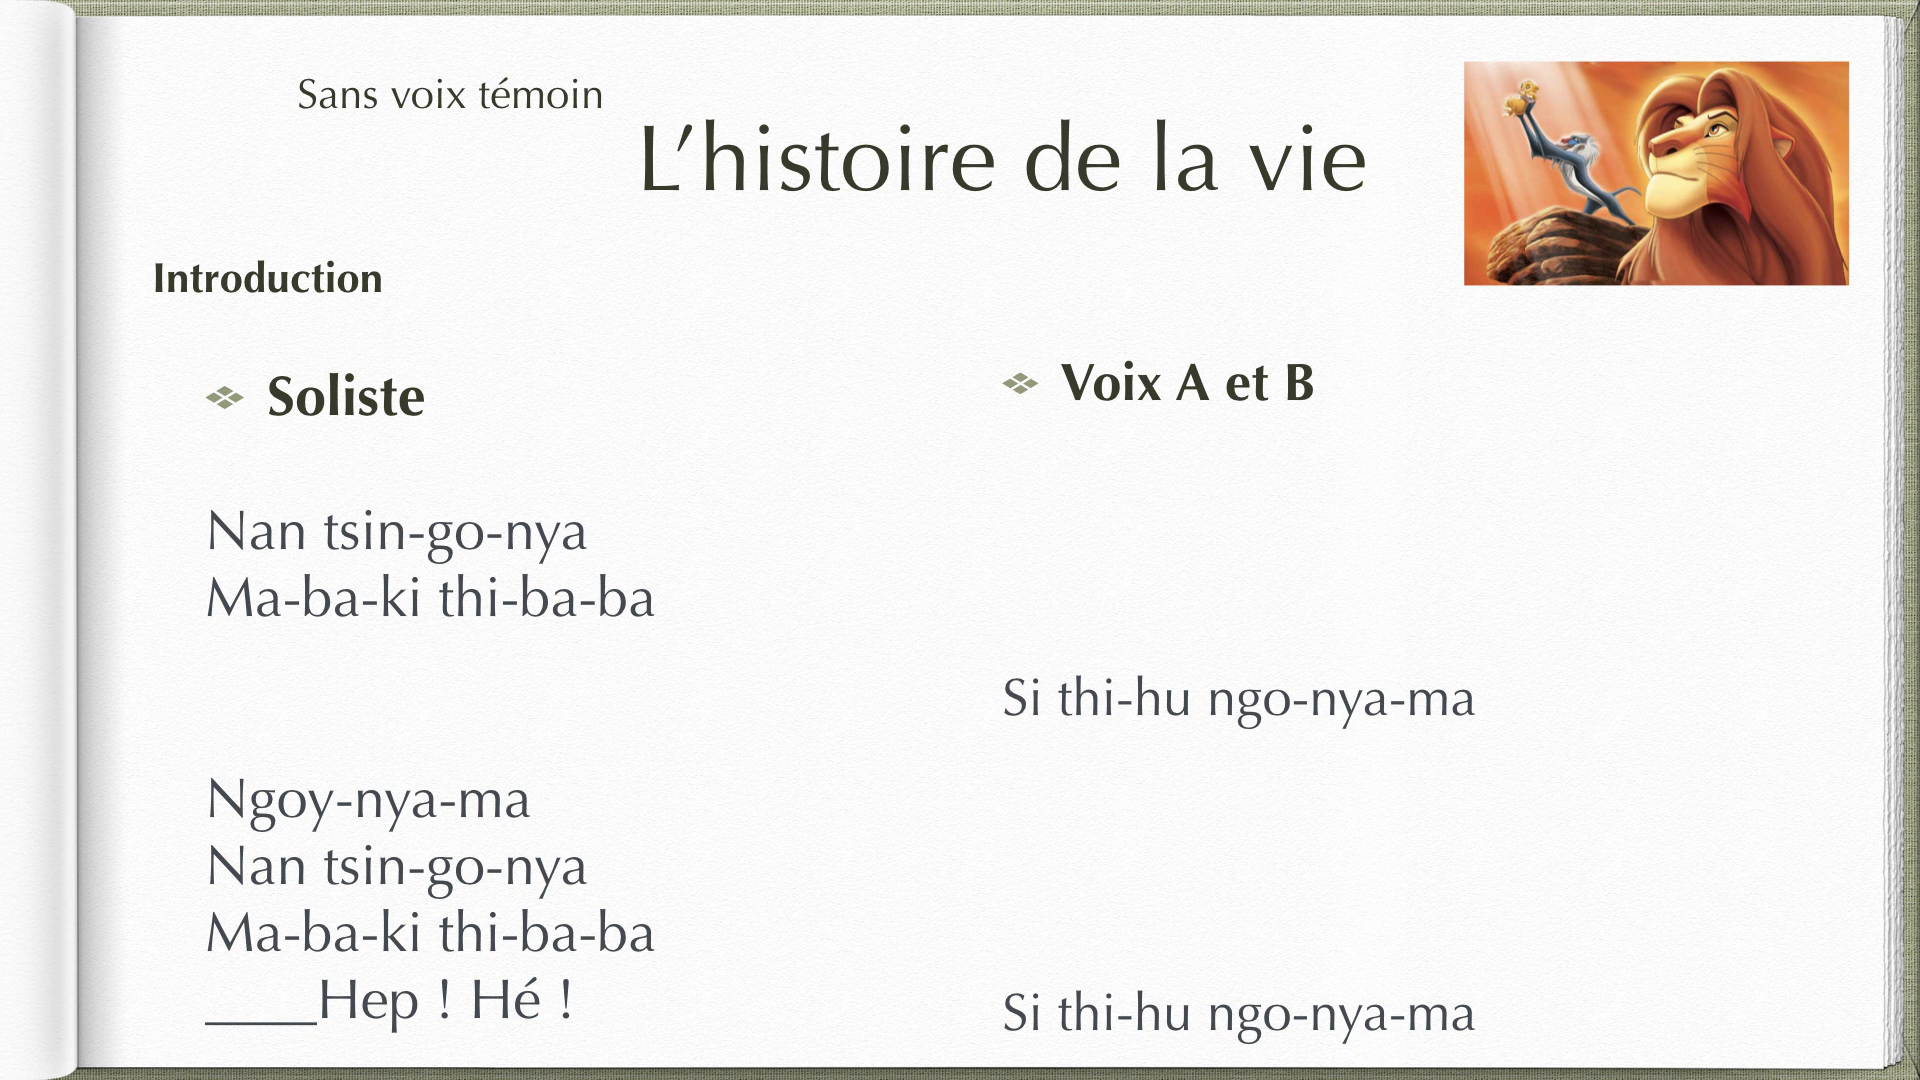 Sans voix témoin
L’histoire de la vie
Introduction
Soliste
Nan tsin-go-nya
Ma-ba-ki thi-ba-ba
Ngoy-nya-ma
Nan tsin-go-nya
Ma-ba-ki thi-ba-ba
____Hep ! Hé !
Voix A et B
Si thi-hu ngo-nya-ma
Si thi-hu ngo-nya-ma